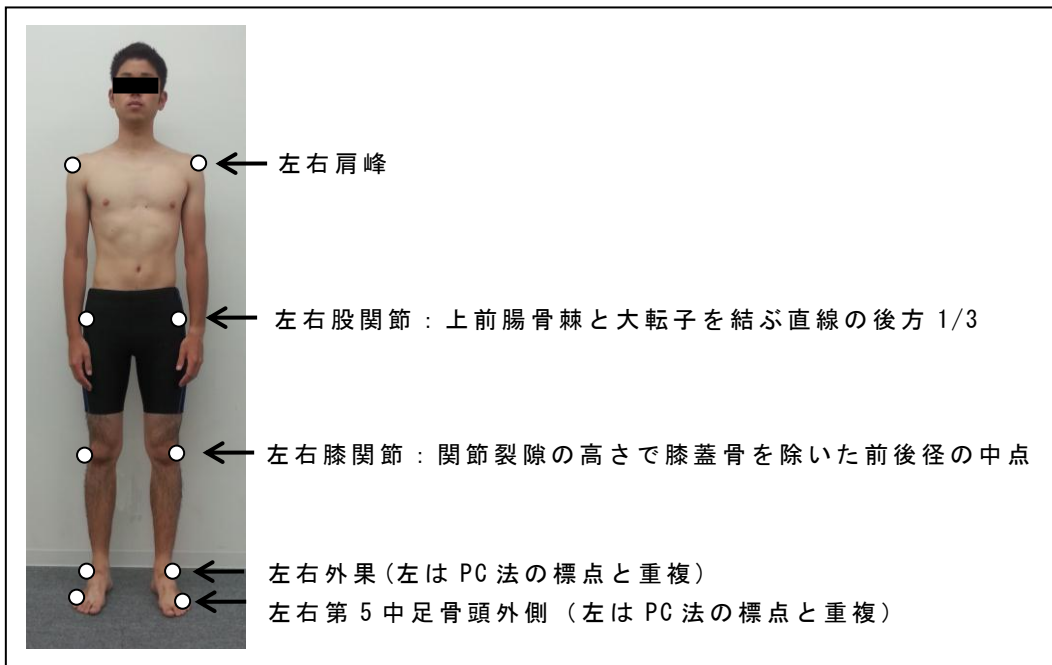 左右肩峰
左右股関節：上前腸骨棘と大転子を結ぶ直線の後方 1/3
左右膝関節：関節裂隙の高さで膝蓋骨を除いた前後径の中点
左右外果(左は PC 法の標点と重複)
左右第 5 中足骨頭外側（左は PC 法の標点と重複）